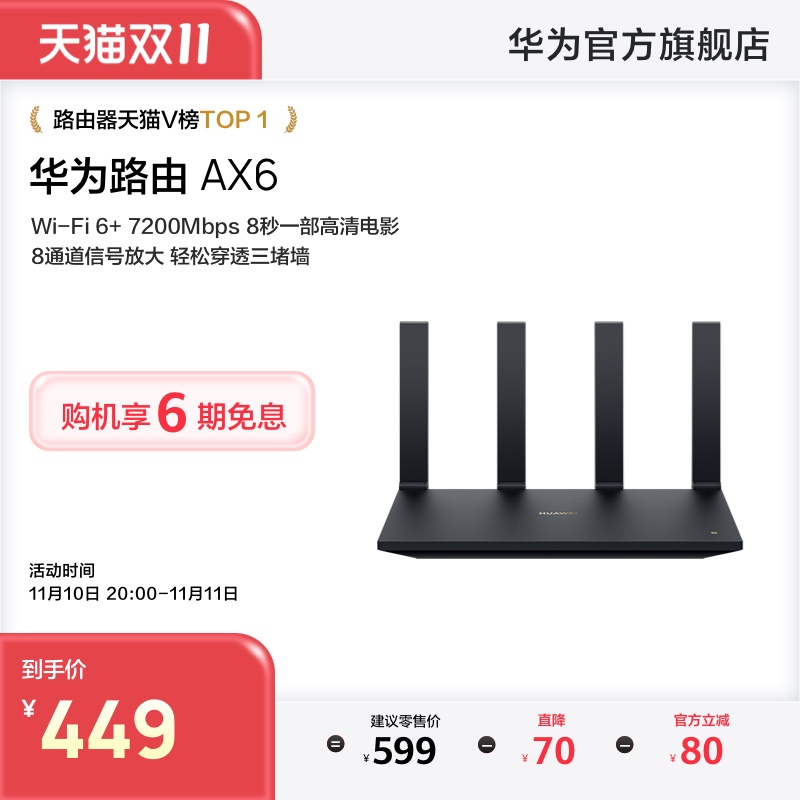 天猫双11
华为官方旗舰店
路由器天猫V榜TOP 1
华为路由 AX6
Wi-Fi 6+ 7200Mbps 8秒一部高清电影
8通道信号放大 轻松穿透三堵墙
购机享6期免息
HUAWEI
活动时间
11月10日 20:00-11月11日
到手价
¥449
建议零售价 直降 官方立减
= ¥599 - ¥70 - ¥80